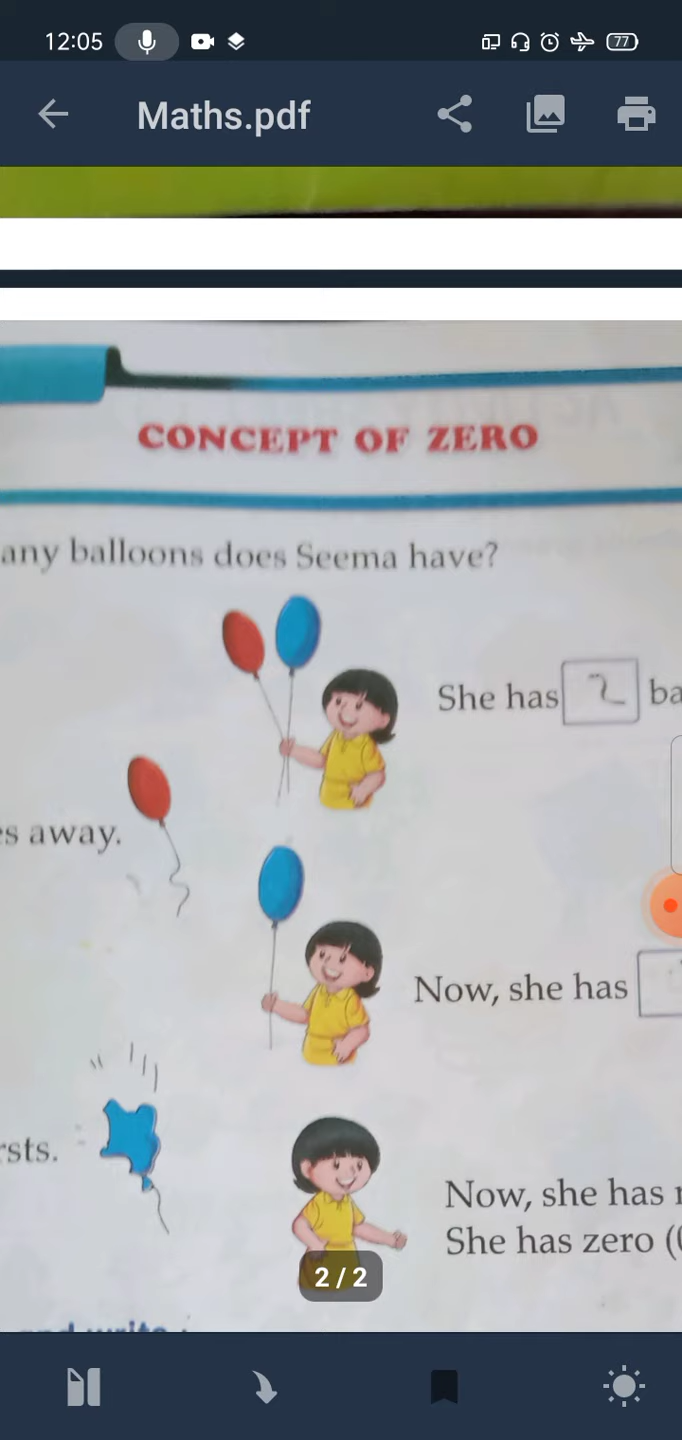 12:05
77
Maths.pdf
CONCEPT OF ZERO
any balloons does Seema have?
She has 2 ba
s away.
Now, she has
rsts.
Now, she has
She has zero (
2 / 2